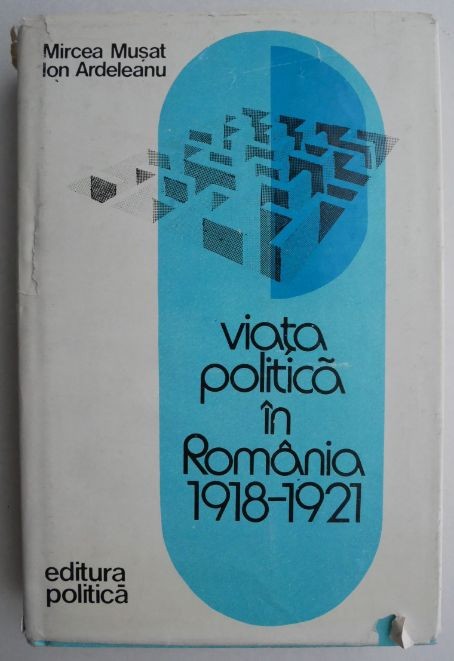 Mircea Mușat
Ion Ardeleanu
viața
politică
în
România
1918-1921
editura
politică